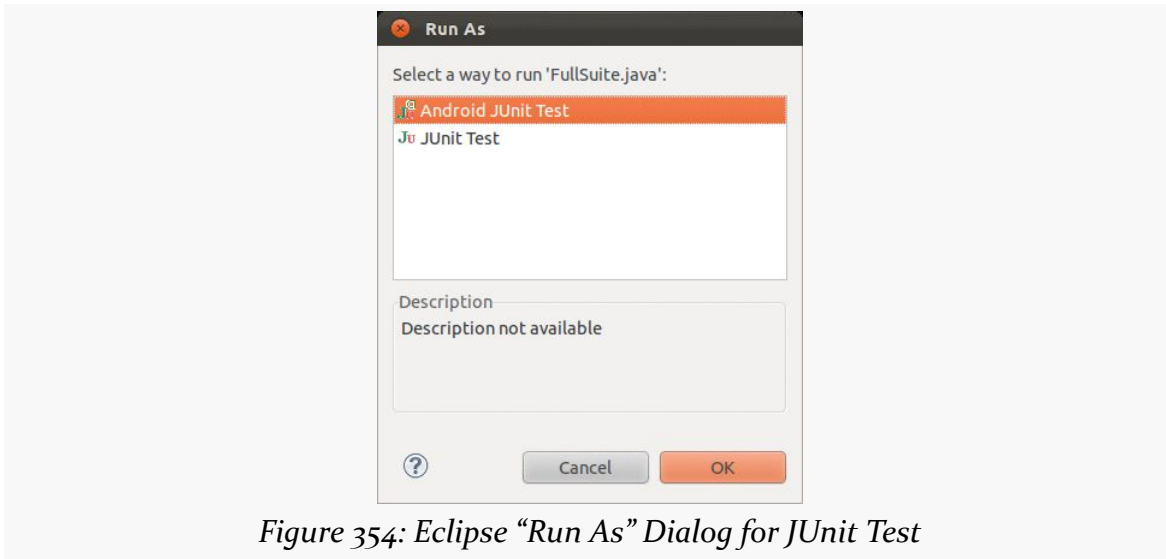 Run As
Select a way to run 'FullSuite.java':
Android JUnit Test
Ju JUnit Test
Description
Description not available
Cancel
OK
Figure 354: Eclipse “Run As” Dialog for JUnit Test